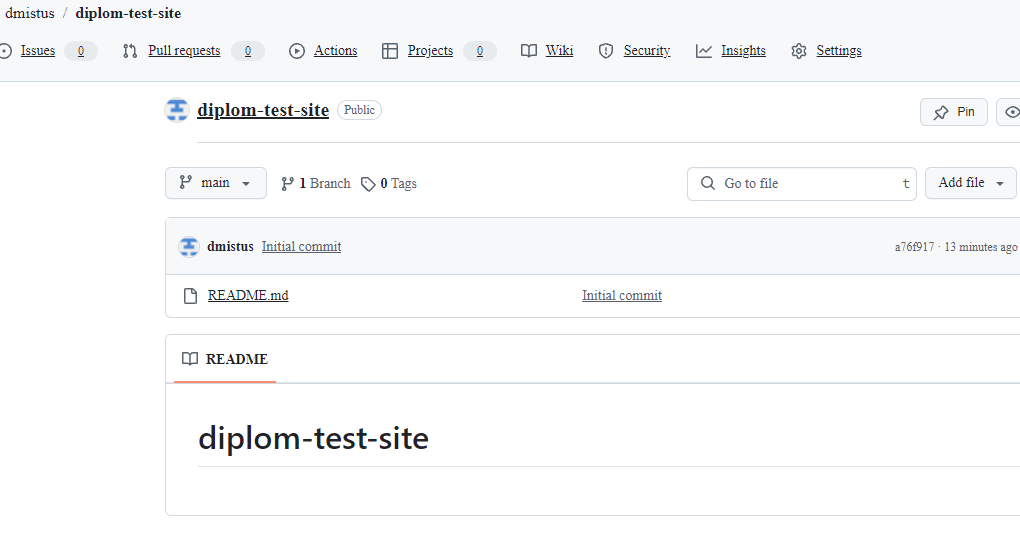 dmistus / diplom-test-site
Issues 0 Pull requests 0 Actions Projects 0 Wiki Security Insights Settings
diplom-test-site Public Pin
main 1 Branch 0 Tags Go to file t Add file
dmistus Initial commit a76f917 · 13 minutes ago
README.md Initial commit
README
diplom-test-site